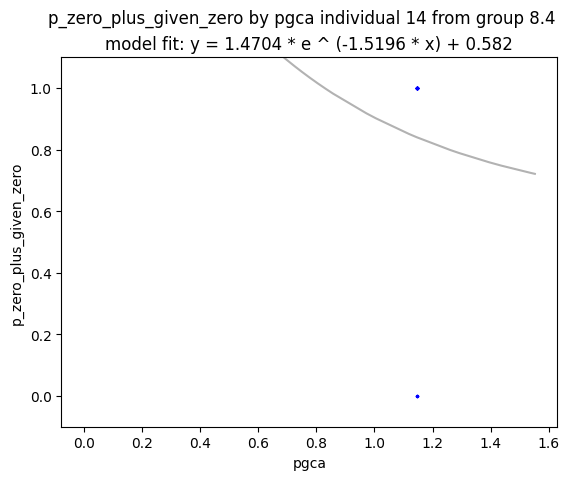 p_zero_plus_given_zero by pgca individual 14 from group 8.4
model fit: y = 1.4704 * e ^ (-1.5196 * x) + 0.582
1.0
0.8
0.6
0.4
0.2
0.0
p_zero_plus_given_zero
0.0 0.2 0.4 0.6 0.8 1.0 1.2 1.4 1.6
pgca